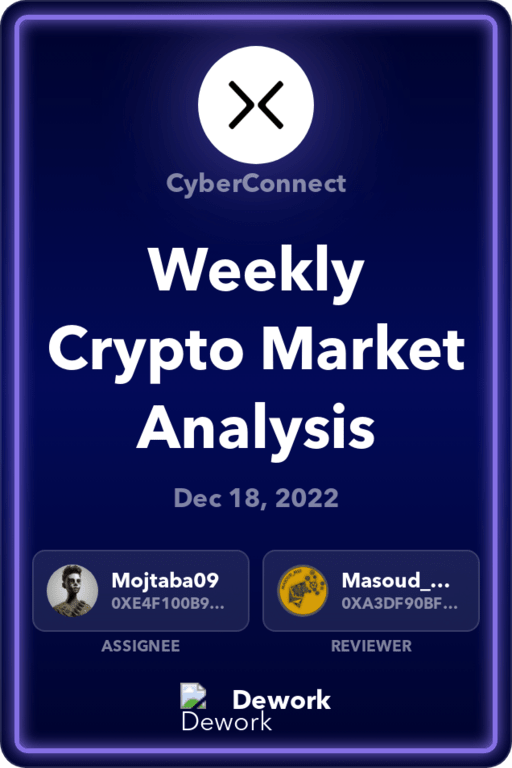 CyberConnect
Weekly
Crypto Market
Analysis
Dec 18, 2022
Mojtaba09
0XE4F100B9...
ASSIGNEE
Masoud_...
0XA3DF90BF...
REVIEWER
Dework
Dework